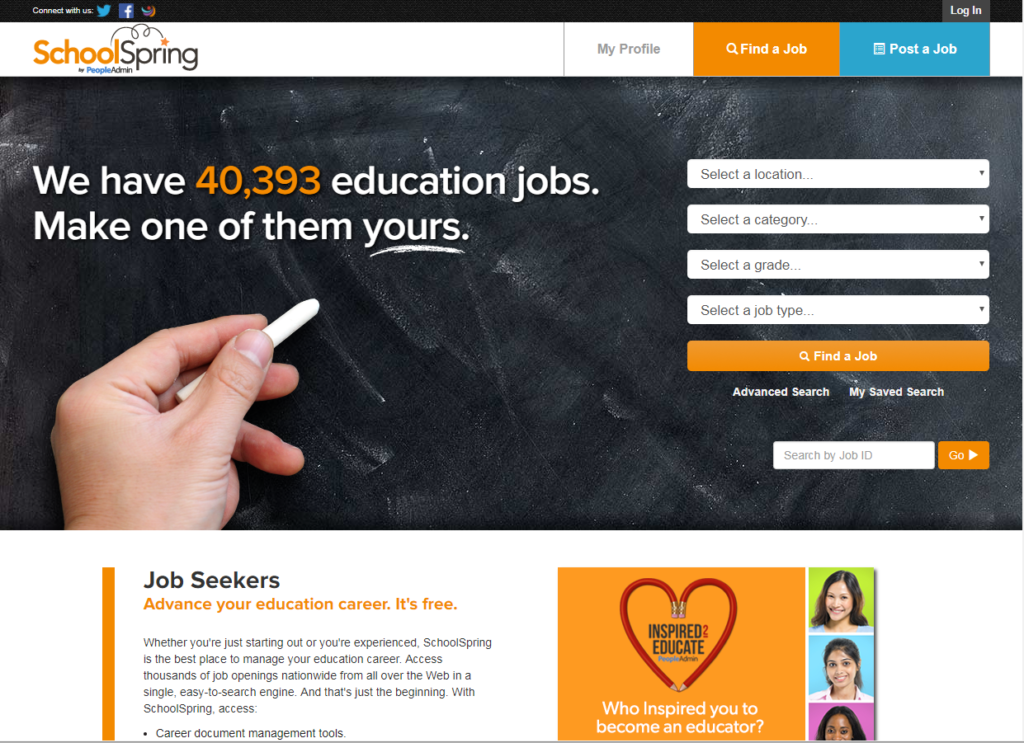 Connect with us:
Log In
SchoolSpring
by PeopleAdmin
My Profile
Find a Job
Post a Job
We have 40,393 education jobs.
Make one of them yours.
Select a location...
Select a category...
Select a grade...
Select a job type...
Find a Job
Advanced Search
My Saved Search
Search by Job ID
Go
Job Seekers
Advance your education career. It's free.
Whether you're just starting out or you're experienced, SchoolSpring
is the best place to manage your education career. Access
thousands of job openings nationwide from all over the Web in a
single, easy-to-search engine. And that's just the beginning. With
SchoolSpring, access:
• Career document management tools.
INSPIRED2
EDUCATE
PeopleAdmin
Who Inspired you to
become an educator?